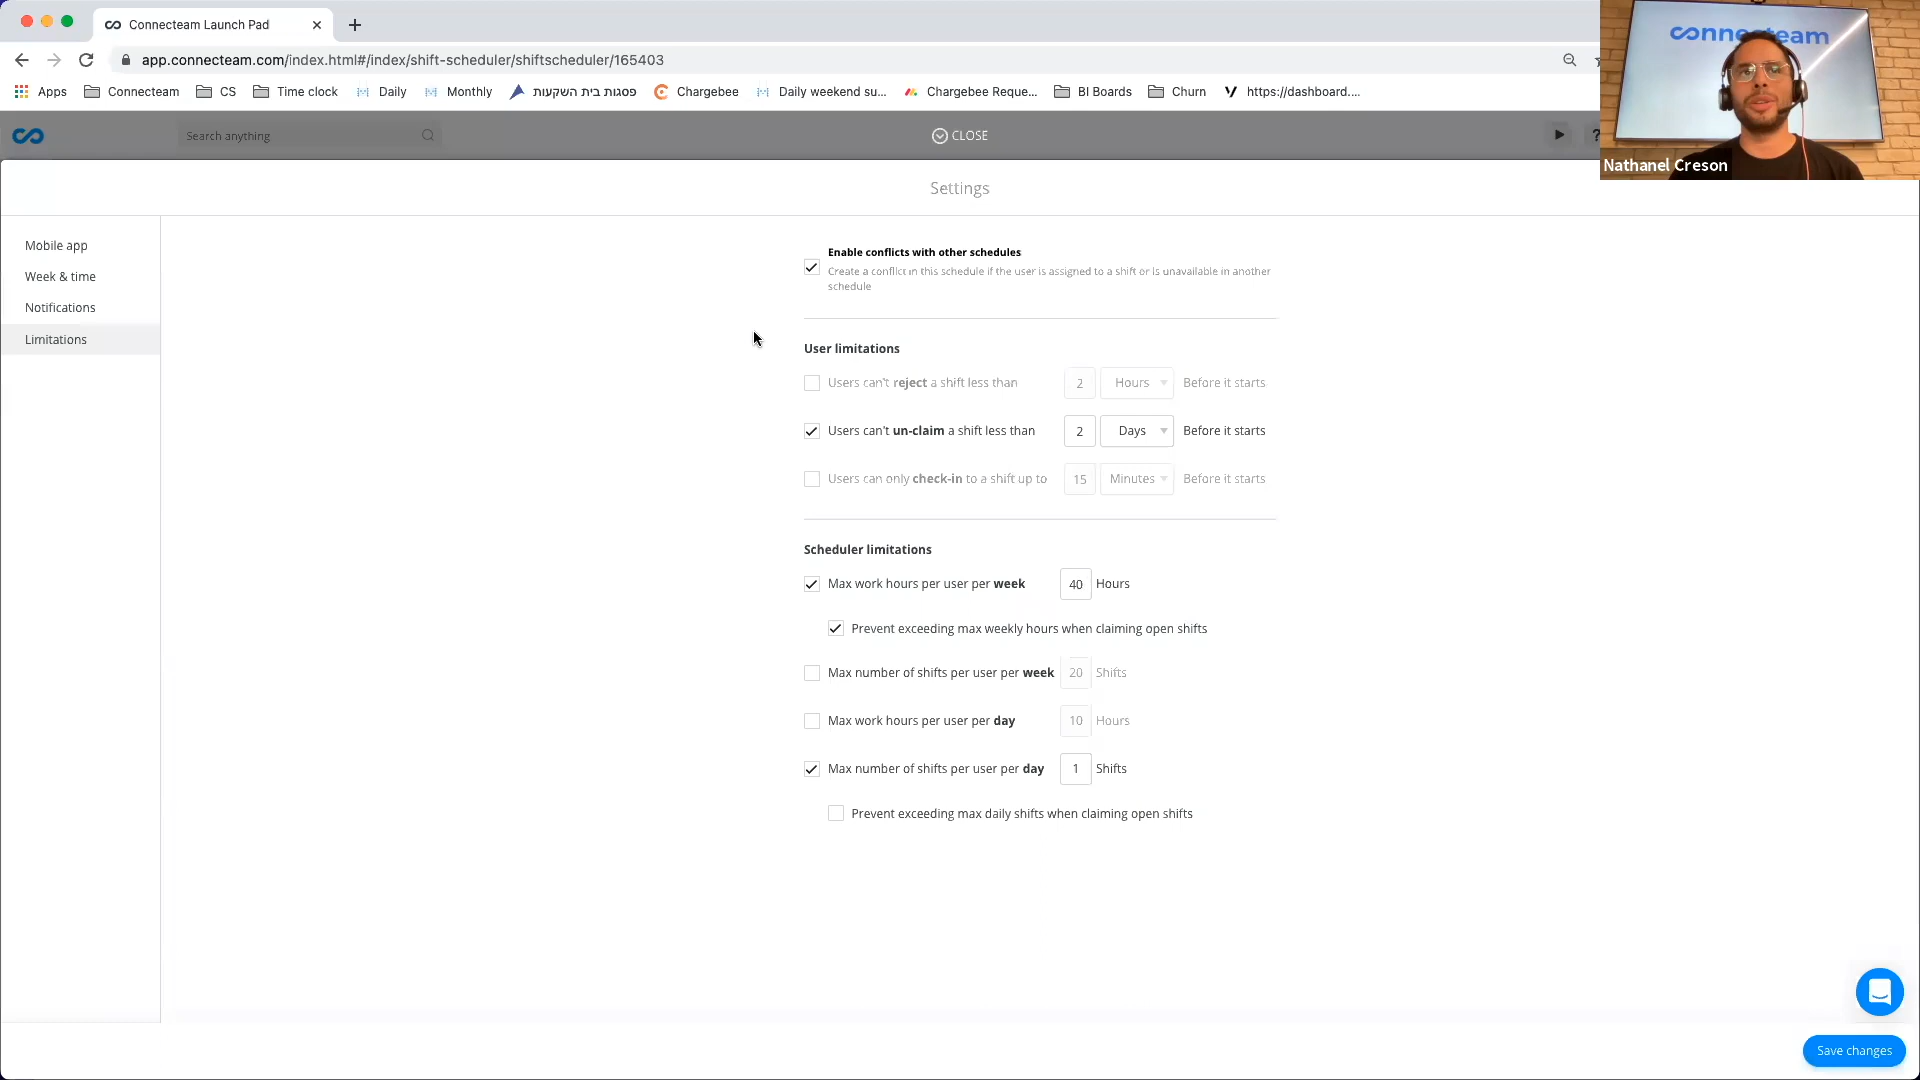 Connecteam Launch Pad
app.connecteam.com/index.html#/index/shift-scheduler/shiftscheduler/165403
Apps Connecteam CS Time clock Daily Monthly פסגות בית השקעות Chargebee Daily weekend su... Chargebee Reque... BI Boards Churn https://dashboard....
connecteam
Nathanel Creson
Search anything
CLOSE
?
Settings
Mobile app
Week & time
Notifications
Limitations
Enable conflicts with other schedules
Create a conflict in this schedule if the user is assigned to a shift or is unavailable in another
schedule
User limitations
Users can't reject a shift less than 2 Hours Before it starts
Users can't un-claim a shift less than 2 Days Before it starts
Users can only check-in to a shift up to 15 Minutes Before it starts
Scheduler limitations
Max work hours per user per week 40 Hours
Prevent exceeding max weekly hours when claiming open shifts
Max number of shifts per user per week 20 Shifts
Max work hours per user per day 10 Hours
Max number of shifts per user per day 1 Shifts
Prevent exceeding max daily shifts when claiming open shifts
Save changes